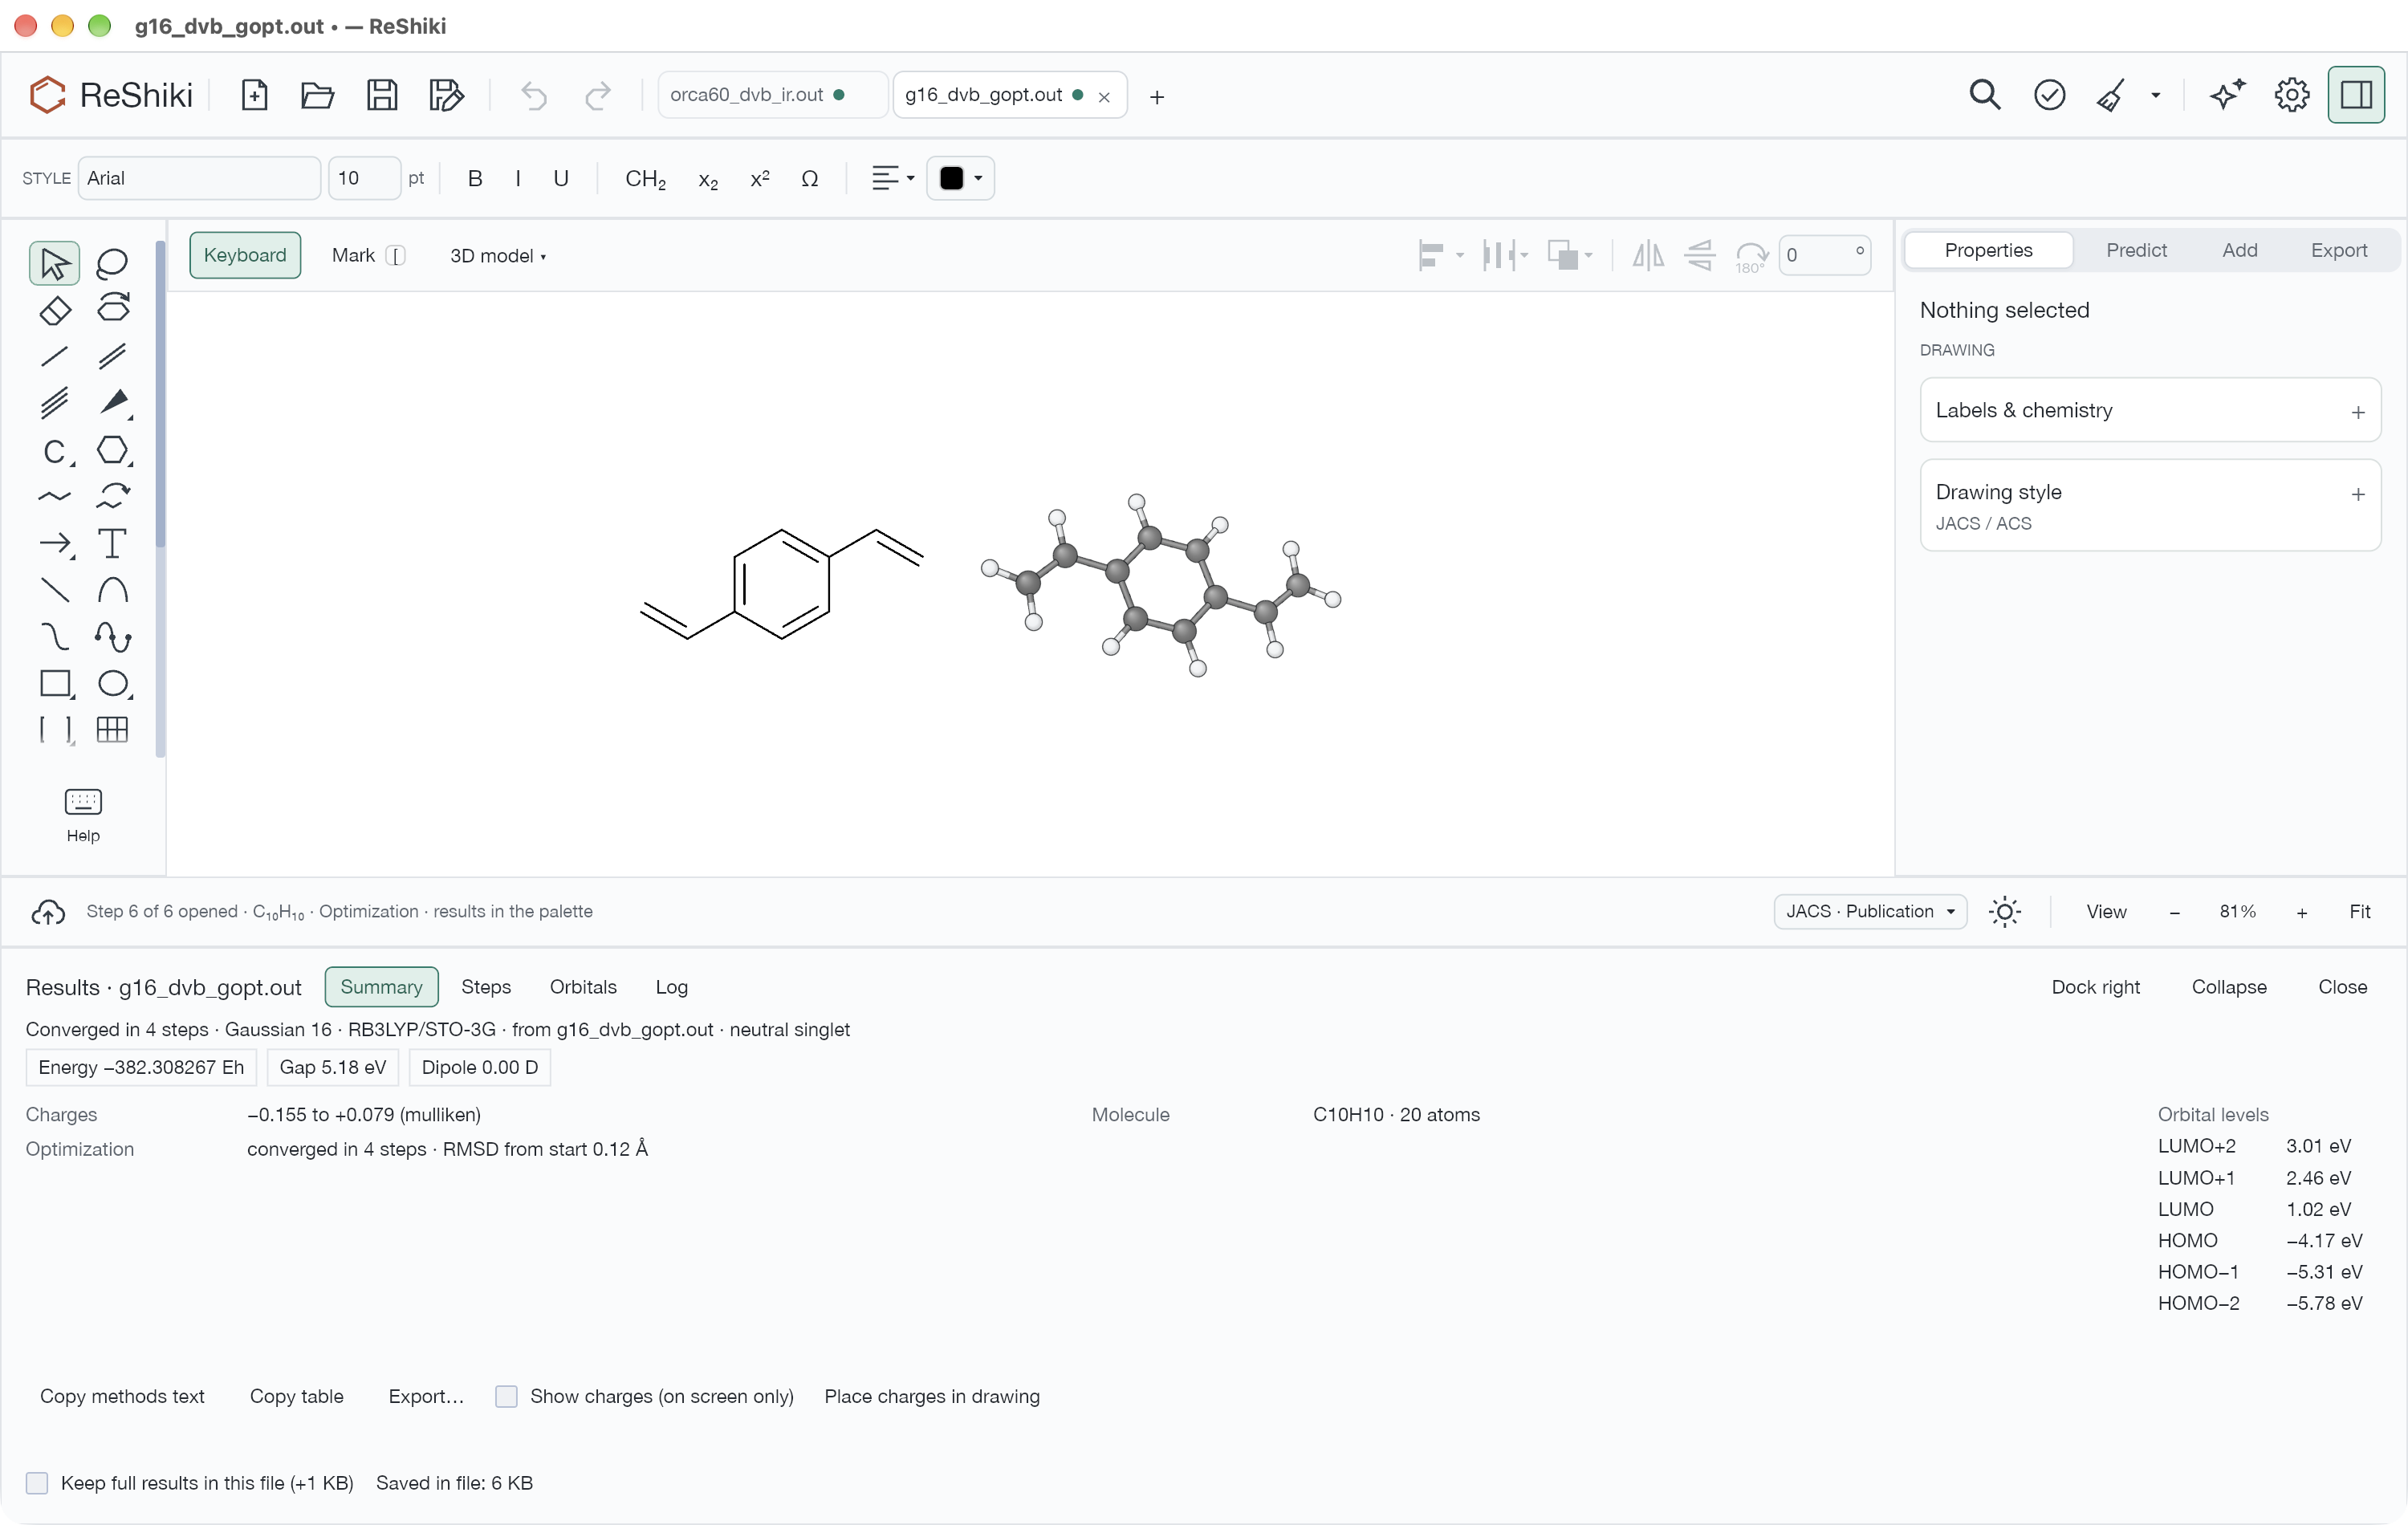 g16_dvb_gopt.out • — ReShiki
ReShiki
orca60_dvb_ir.out
g16_dvb_gopt.out × +
STYLE Arial 10 pt B I U CH₂ x₂ x² Ω
Keyboard Mark [ 3D model 180° 0 °
Properties Predict Add Export
Nothing selected
DRAWING
Labels & chemistry +
Drawing style +
JACS / ACS
C
T
[ ]
Help
Step 6 of 6 opened · C₁₀H₁₀ · Optimization · results in the palette
JACS · Publication View − 81% + Fit
Results · g16_dvb_gopt.out Summary Steps Orbitals Log Dock right Collapse Close
Converged in 4 steps · Gaussian 16 · RB3LYP/STO-3G · from g16_dvb_gopt.out · neutral singlet
Energy −382.308267 Eh Gap 5.18 eV Dipole 0.00 D
Charges −0.155 to +0.079 (mulliken)
Optimization converged in 4 steps · RMSD from start 0.12 Å
Molecule C10H10 · 20 atoms
Orbital levels
LUMO+2 3.01 eV
LUMO+1 2.46 eV
LUMO 1.02 eV
HOMO −4.17 eV
HOMO−1 −5.31 eV
HOMO−2 −5.78 eV
Copy methods text Copy table Export... Show charges (on screen only) Place charges in drawing
Keep full results in this file (+1 KB) Saved in file: 6 KB